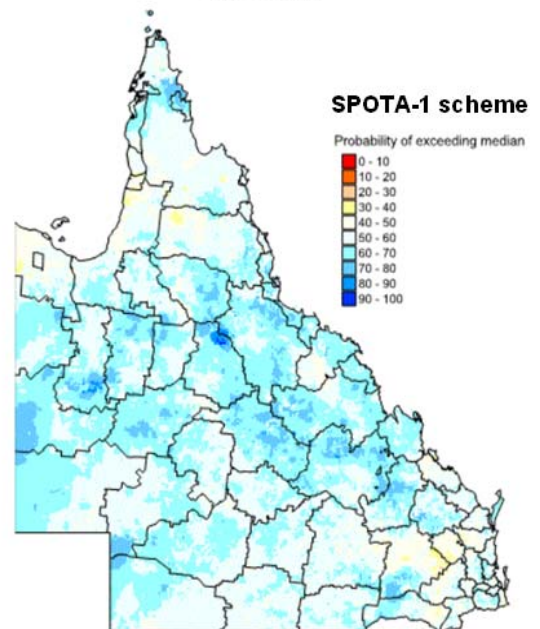 SPOTA-1 scheme
Probability of exceeding median
0 - 10
10 - 20
20 - 30
30 - 40
40 - 50
50 - 60
60 - 70
70 - 80
80 - 90
90 - 100